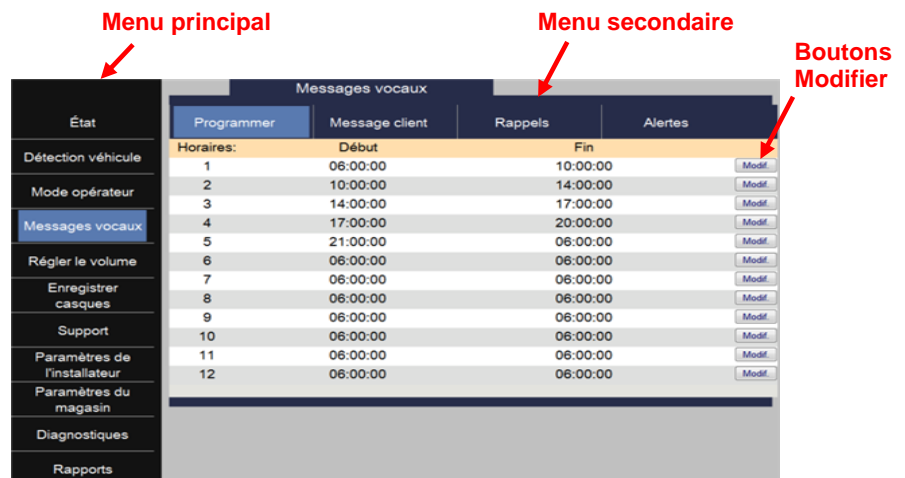 Menu principal
Menu secondaire
Boutons
Modifier
Messages vocaux
État
Détection véhicule
Mode opérateur
Messages vocaux
Régler le volume
Enregistrer
casques
Support
Paramètres de
l'installateur
Paramètres du
magasin
Diagnostiques
Rapports
Programmer Message client Rappels Alertes
Horaires: Début Fin
1 06:00:00 10:00:00 Modif.
2 10:00:00 14:00:00 Modif.
3 14:00:00 17:00:00 Modif.
4 17:00:00 20:00:00 Modif.
5 21:00:00 06:00:00 Modif.
6 06:00:00 06:00:00 Modif.
7 06:00:00 06:00:00 Modif.
8 06:00:00 06:00:00 Modif.
9 06:00:00 06:00:00 Modif.
10 06:00:00 06:00:00 Modif.
11 06:00:00 06:00:00 Modif.
12 06:00:00 06:00:00 Modif.